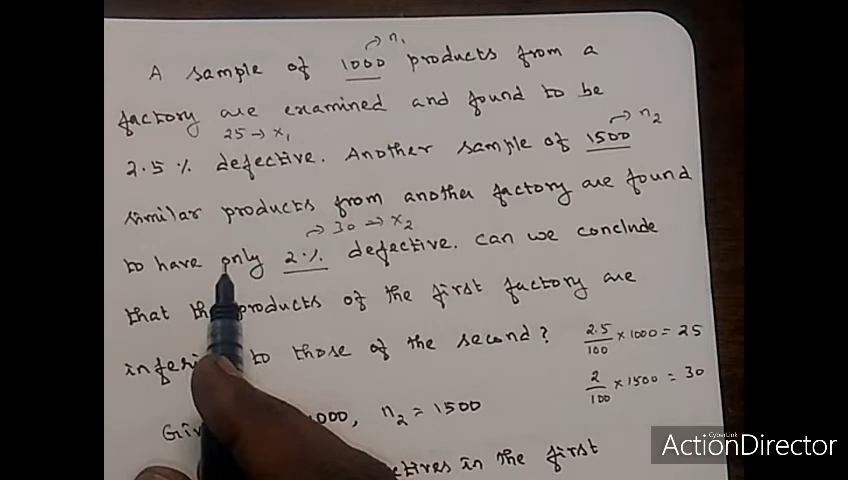 → n₁
A sample of 1000 products from a
factory are examined and found to be
25 → x₁
→ n₂
2.5 % defective. Another sample of 1500
similar products from another factory are found
→ 30 → x₂
to have only 2 % defective. Can we conclude
that the products of the first factory are
to those of the second?
2.5/100 x 1000 = 25
2/100 x 1500 = 30
n₂ = 1500
in the first
CyberLink
ActionDirector